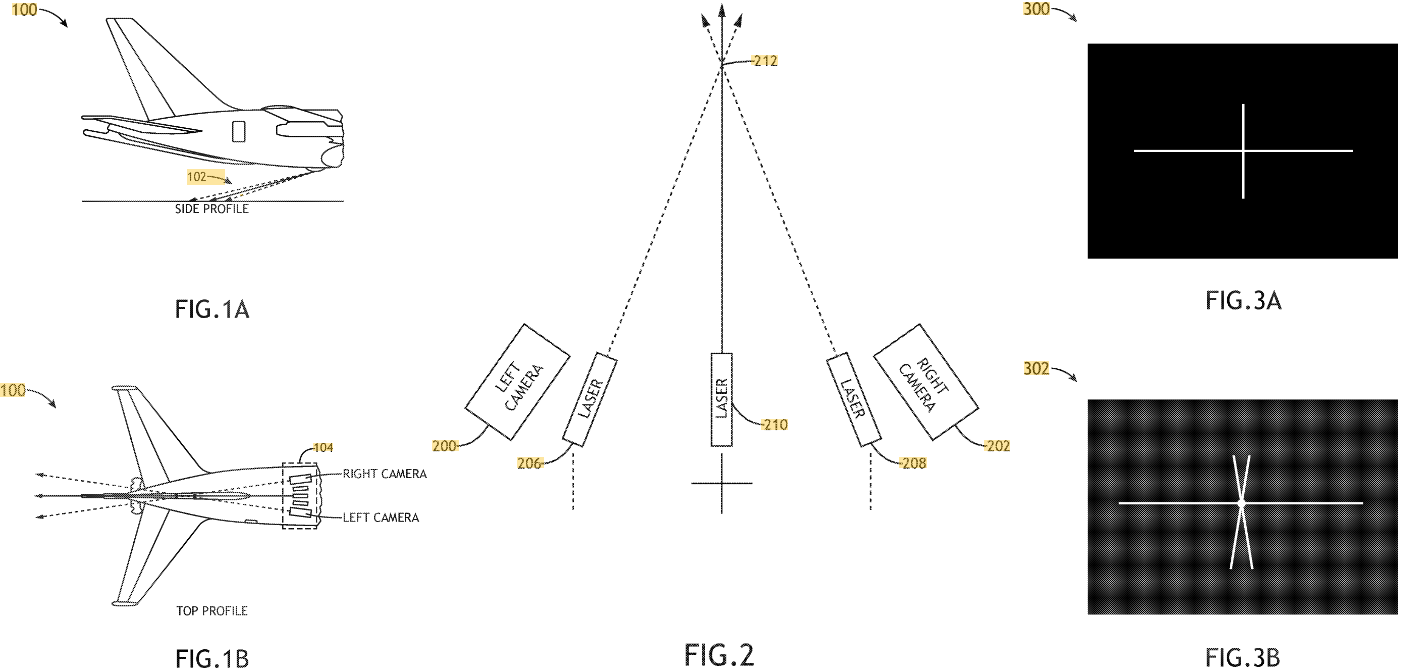 100
102
SIDE PROFILE
FIG.1A
100
104
RIGHT CAMERA
LEFT CAMERA
TOP PROFILE
FIG.1B
212
LEFT
CAMERA
LASER
LASER
LASER
RIGHT
CAMERA
200
206
210
208
202
FIG.2
300
FIG.3A
302
FIG.3B